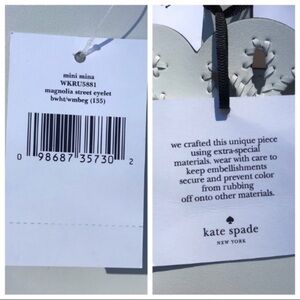 mini mina
WKRU5881
magnolia street eyelet
bwht/wmbeg (155)
0 98687 35730 2
we crafted this unique piece
using extra-special
materials. wear with care to
keep embellishments
secure and prevent color
from rubbing
off onto other materials.
kate spade
NEW YORK